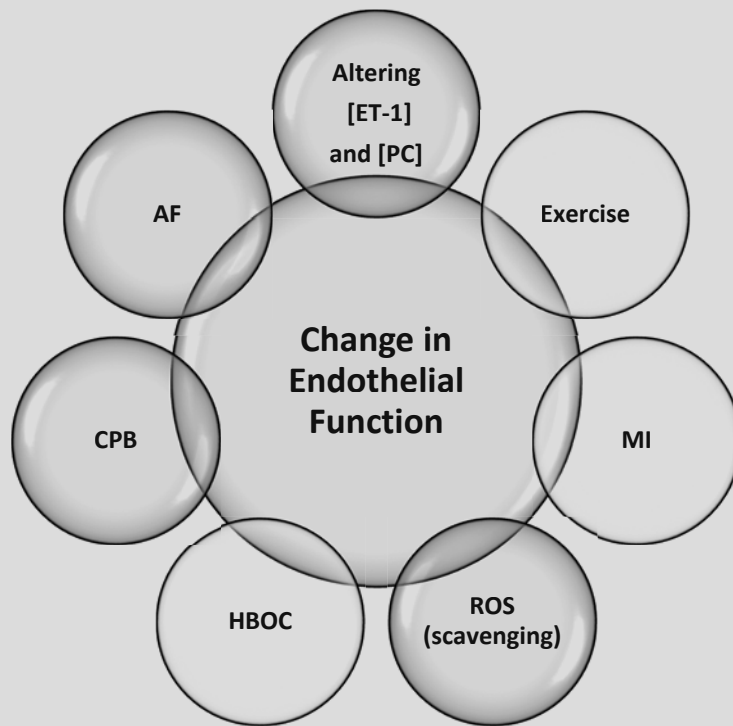 Altering
[ET-1]
and [PC]
AF
Exercise
Change in
Endothelial
Function
CPB
MI
HBOC
ROS
(scavenging)